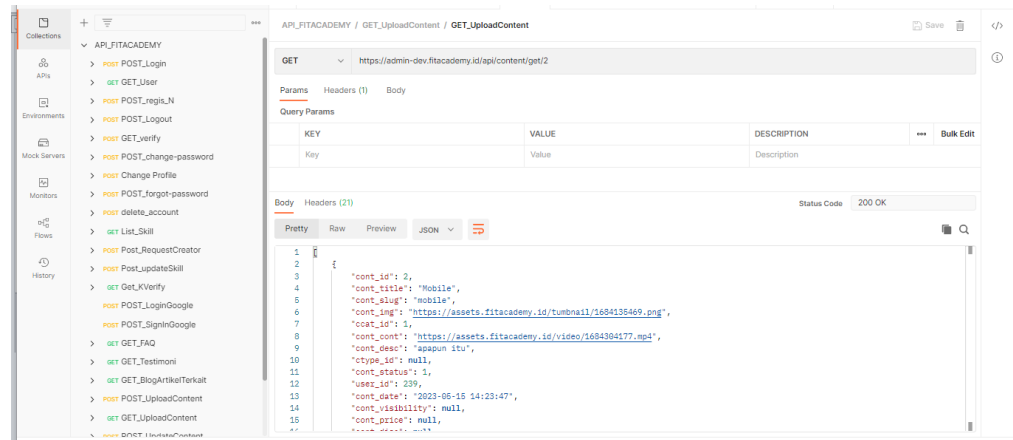 Collections
APIs
Environments
Mock Servers
Monitors
Flows
History
API_FITACADEMY
POST POST_Login
GET GET_User
POST POST_regis_N
POST POST_Logout
POST GET_verify
POST POST_change-password
POST Change Profile
POST POST_forgot-password
POST delete_account
GET List_Skill
POST Post_RequestCreator
POST Post_updateSkill
GET Get_KVerify
POST POST_LoginGoogle
POST POST_SignInGoogle
GET GET_FAQ
GET GET_Testimoni
GET GET_BlogArtikelTerkait
POST POST_UploadContent
GET GET_UploadContent
POST POST_UpdateContent
API_FITACADEMY / GET_UploadContent / GET_UploadContent
Save
GET https://admin-dev.fitacademy.id/api/content/get/2
Params Headers (1) Body
Query Params
KEY VALUE DESCRIPTION Bulk Edit
Key Value Description
Body Headers (21) Status Code 200 OK
Pretty Raw Preview JSON
1 [
2 {
3 "cont_id": 2,
4 "cont_title": "Mobile",
5 "cont_slug": "mobile",
6 "cont_img": "https://assets.fitacademy.id/tumbnail/1684135469.png",
7 "ccat_id": 1,
8 "cont_cont": "https://assets.fitacademy.id/video/1684304177.mp4",
9 "cont_desc": "apapun itu",
10 "ctype_id": null,
11 "cont_status": 1,
12 "user_id": 239,
13 "cont_date": "2023-05-15 14:23:47",
14 "cont_visibility": null,
15 "cont_price": null,